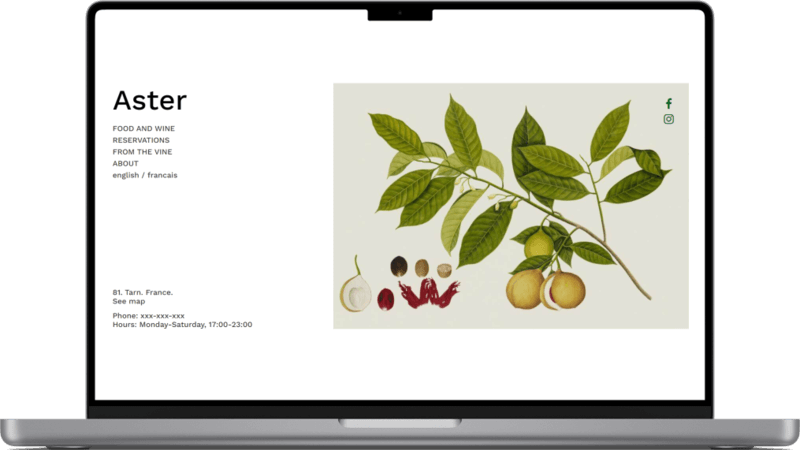 Aster
FOOD AND WINE
RESERVATIONS
FROM THE VINE
ABOUT
english / francais
81. Tarn. France.
See map
Phone: xxx-xxx-xxx
Hours: Monday-Saturday, 17:00-23:00